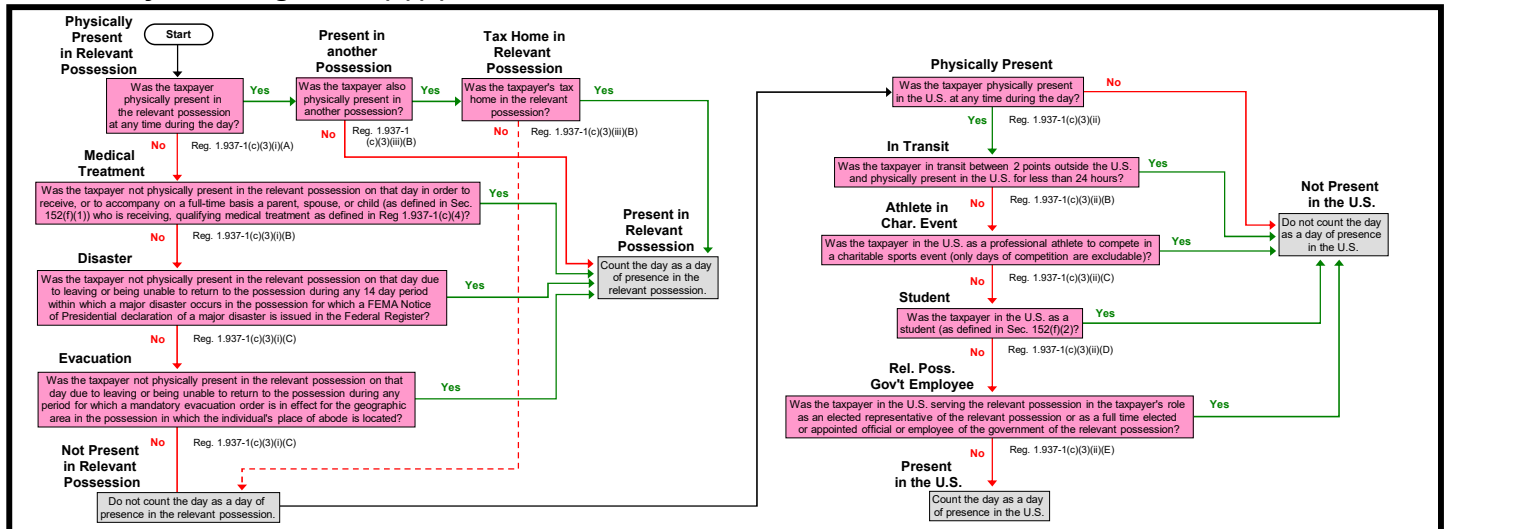 Physically
Present
in Relevant
Possession
Start
Was the taxpayer
physically present in
the relevant possession
at any time during the day?
Yes
No
Reg. 1.937-1(c)(3)(i)(A)
Present in
another
Possession
Was the taxpayer also
physically present in
another possession?
Yes
No
Reg. 1.937-1
(c)(3)(iii)(B)
Tax Home in
Relevant
Possession
Was the taxpayer's tax
home in the relevant
possession?
Yes
No
Reg. 1.937-1(c)(3)(iii)(B)
Medical
Treatment
Was the taxpayer not physically present in the relevant possession on that day in order to
receive, or to accompany on a full-time basis a parent, spouse, or child (as defined in Sec.
152(f)(1)) who is receiving, qualifying medical treatment as defined in Reg 1.937-1(c)(4)?
Yes
No
Reg. 1.937-1(c)(3)(i)(B)
Disaster
Was the taxpayer not physically present in the relevant possession on that day due
to leaving or being unable to return to the possession during any 14 day period
within which a major disaster occurs in the possession for which a FEMA Notice
of Presidential declaration of a major disaster is issued in the Federal Register?
Yes
No
Reg. 1.937-1(c)(3)(i)(C)
Evacuation
Was the taxpayer not physically present in the relevant possession on that
day due to leaving or being unable to return to the possession during any
period for which a mandatory evacuation order is in effect for the geographic
area in the possession in which the individual's place of abode is located?
Yes
No
Reg. 1.937-1(c)(3)(i)(C)
Not Present
in Relevant
Possession
Do not count the day as a day of
presence in the relevant possession.
Present in
Relevant
Possession
Count the day as a day
of presence in the
relevant possession.
Physically Present
Was the taxpayer physically present
in the U.S. at any time during the day?
No
Yes
Reg. 1.937-1(c)(3)(ii)
In Transit
Was the taxpayer in transit between 2 points outside the U.S.
and physically present in the U.S. for less than 24 hours?
Yes
No
Reg. 1.937-1(c)(3)(ii)(B)
Athlete in
Char. Event
Was the taxpayer in the U.S. as a professional athlete to compete in
a charitable sports event (only days of competition are excludable)?
Yes
No
Reg. 1.937-1(c)(3)(ii)(C)
Student
Was the taxpayer in the U.S. as a
student (as defined in Sec. 152(f)(2)?
Yes
No
Reg. 1.937-1(c)(3)(ii)(D)
Rel. Poss.
Gov't Employee
Was the taxpayer in the U.S. serving the relevant possession in the taxpayer's role
as an elected representative of the relevant possession or as a full time elected
or appointed official or employee of the government of the relevant possession?
Yes
No
Reg. 1.937-1(c)(3)(ii)(E)
Present
in the U.S.
Count the day as a day
of presence in the U.S.
Not Present
in the U.S.
Do not count the day
as a day of presence
in the U.S.